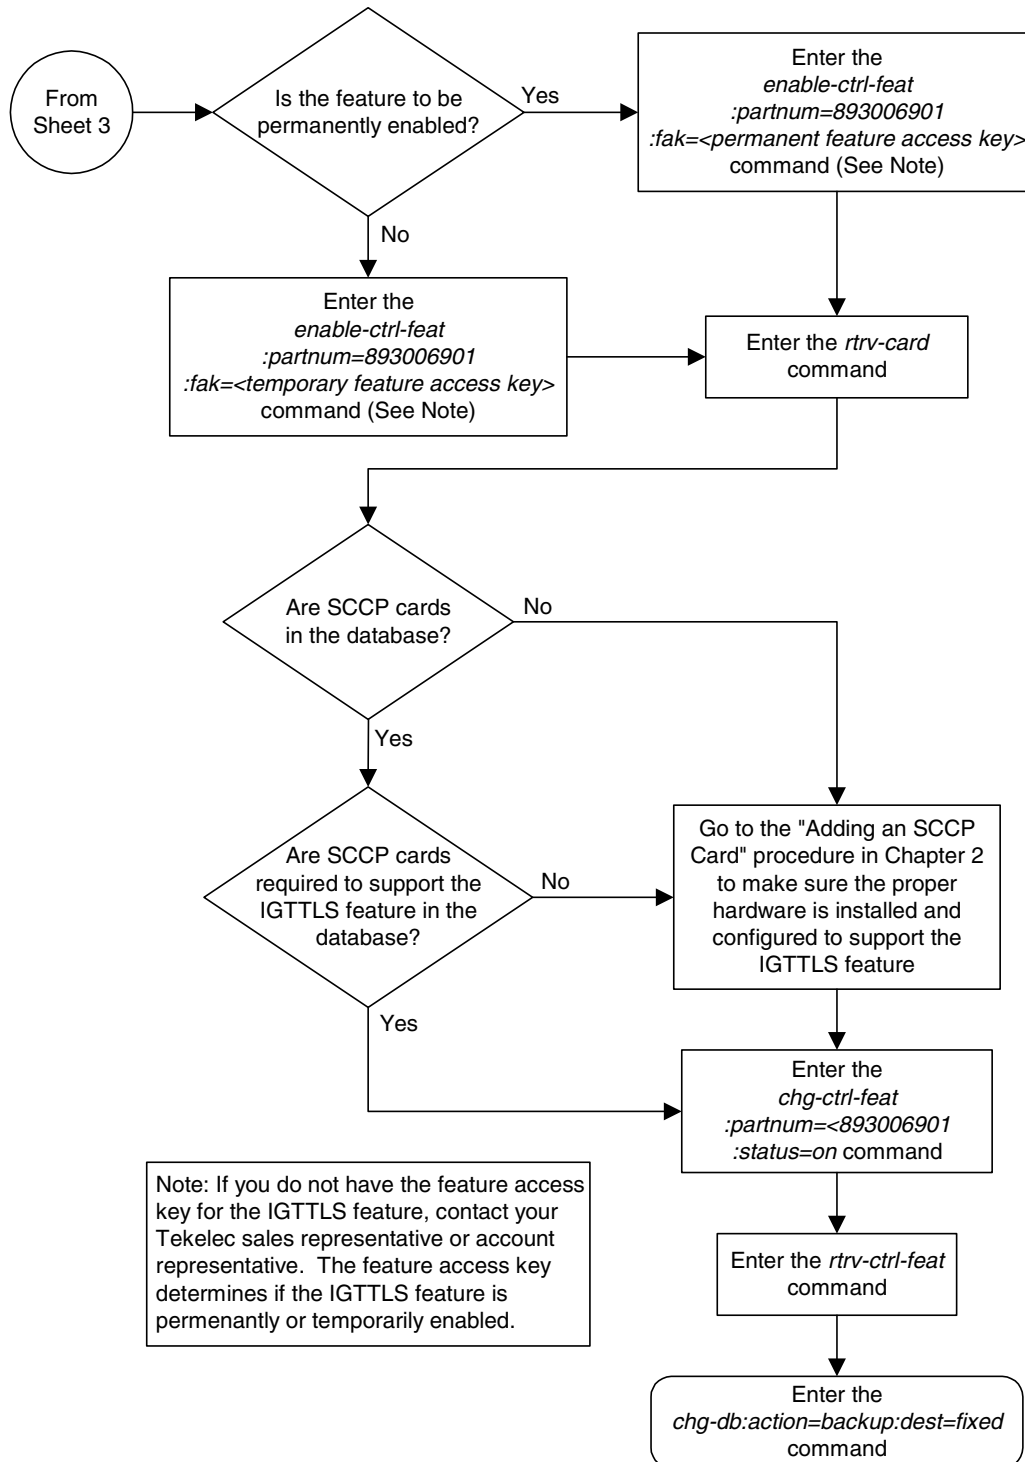 From
Sheet 3
Is the feature to be
permanently enabled?
Yes
Enter the
enable-ctrl-feat
:partnum=893006901
:fak=<permanent feature access key>
command (See Note)
No
Enter the
enable-ctrl-feat
:partnum=893006901
:fak=<temporary feature access key>
command (See Note)
Enter the rtrv-card
command
Are SCCP cards
in the database?
No
Yes
Are SCCP cards
required to support the
IGTTLS feature in the
database?
No
Go to the "Adding an SCCP
Card" procedure in Chapter 2
to make sure the proper
hardware is installed and
configured to support the
IGTTLS feature
Yes
Enter the
chg-ctrl-feat
:partnum=<893006901
:status=on command
Note: If you do not have the feature access
key for the IGTTLS feature, contact your
Tekelec sales representative or account
representative.  The feature access key
determines if the IGTTLS feature is
permenantly or temporarily enabled.
Enter the rtrv-ctrl-feat
command
Enter the
chg-db:action=backup:dest=fixed
command